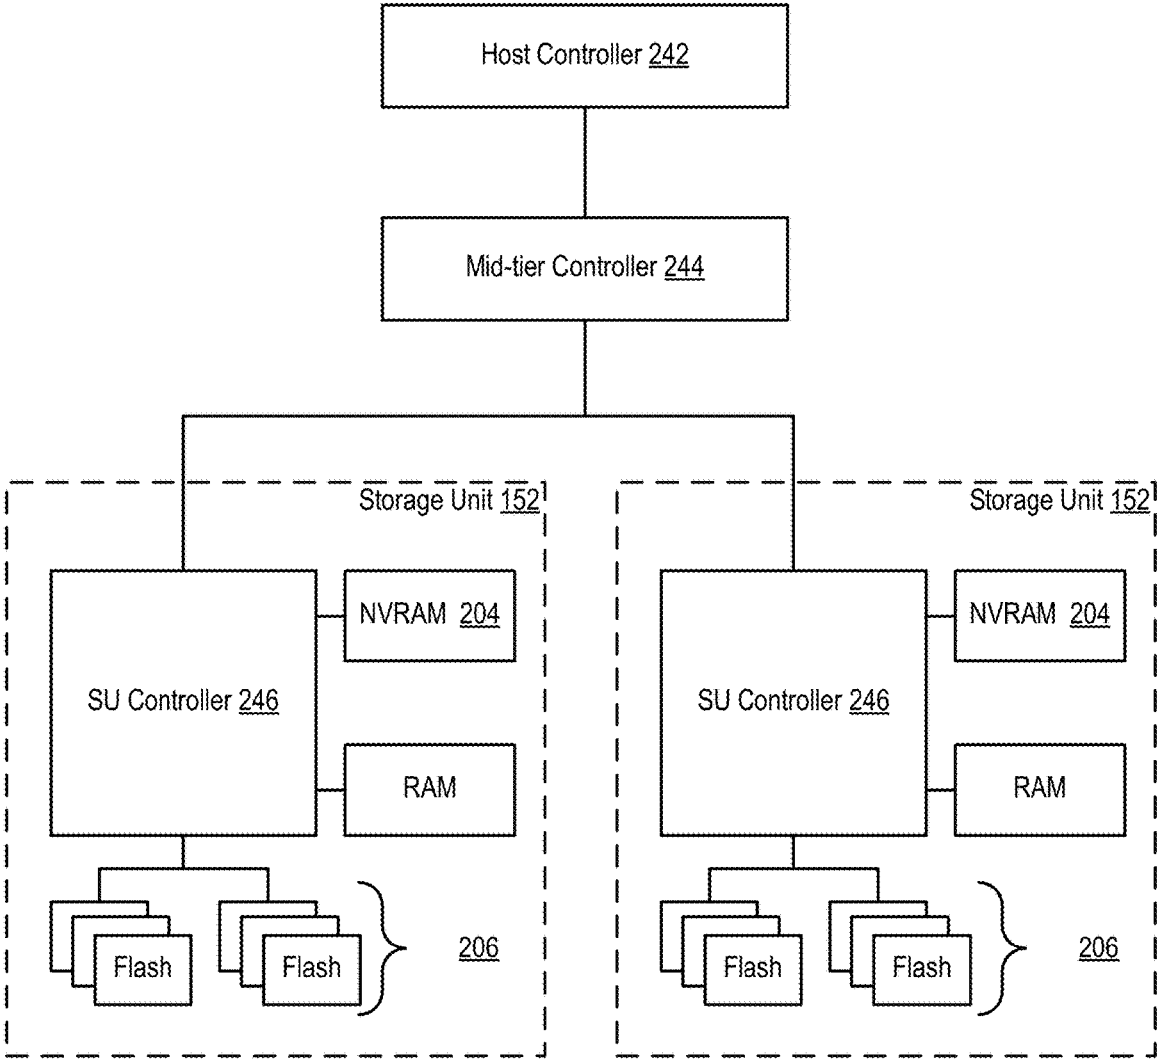 Host Controller 242
Mid-tier Controller 244
Storage Unit 152
Storage Unit 152
NVRAM 204
NVRAM 204
SU Controller 246
SU Controller 246
RAM
RAM
206
206
Flash
Flash
Flash
Flash